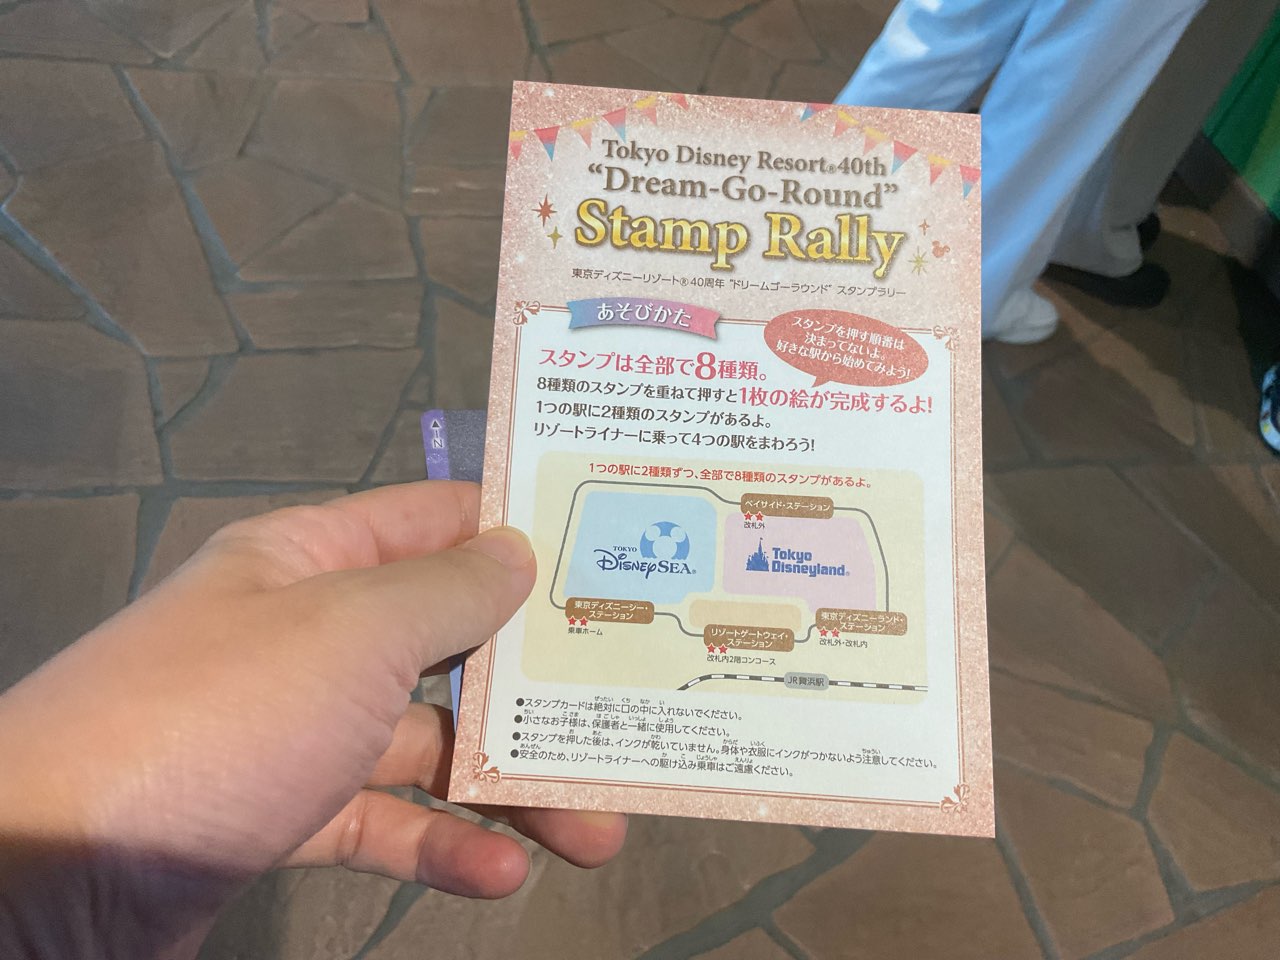 Tokyo Disney Resort®40th
“Dream-Go-Round”
Stamp Rally
東京ディズニーリゾート®40周年 “ドリームゴーラウンド” スタンプラリー
あそびかた
スタンプを押す順番は
決まってないよ。
好きな駅から始めてみよう!
スタンプは全部で8種類。
8種類のスタンプを重ねて押すと1枚の絵が完成するよ!
1つの駅に2種類のスタンプがあるよ。
リゾートライナーに乗って4つの駅をまわろう!
1つの駅に2種類ずつ、全部で8種類のスタンプがあるよ。
ベイサイド・ステーション
★★
改札外
TOKYO
DISNEY SEA®
Tokyo
Disneyland®
東京ディズニーシー・
ステーション
★★
乗車ホーム
リゾートゲートウェイ・
ステーション
★★
改札内2階コンコース
東京ディズニーランド・
ステーション
★★
改札外・改札内
JR舞浜駅
●スタンプカードは絶対に口の中に入れないでください。
●小さなお子様は、保護者と一緒に使用してください。
●スタンプを押した後は、インクが乾いていません。身体や衣服にインクがつかないよう注意してください。
●安全のため、リゾートライナーへの駆け込み乗車はご遠慮ください。
▲IN